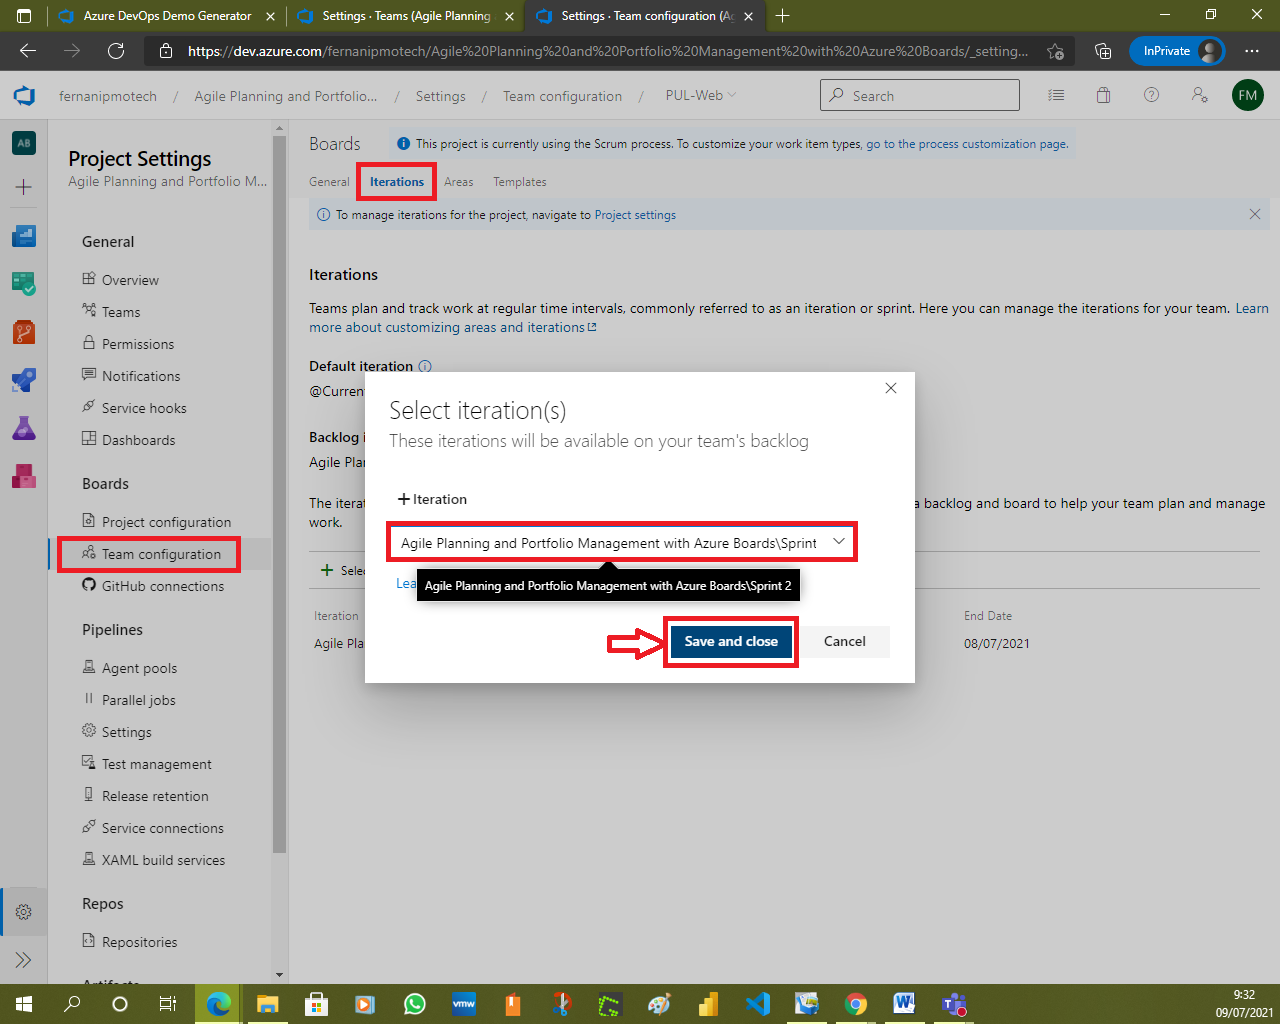 Azure DevOps Demo Generator
Settings · Teams (Agile Planning
Settings · Team configuration (Ag
https://dev.azure.com/fernanipmotech/Agile%20Planning%20and%20Portfolio%20Management%20with%20Azure%20Boards/_setting...
InPrivate
fernanipmotech / Agile Planning and Portfolio... / Settings / Team configuration / PUL-Web
Search
FM
AB
Project Settings
Agile Planning and Portfolio M...
General
Overview
Teams
Permissions
Notifications
Service hooks
Dashboards
Boards
Project configuration
Team configuration
GitHub connections
Pipelines
Agent pools
Parallel jobs
Settings
Test management
Release retention
Service connections
XAML build services
Repos
Repositories
Artifacts
Boards
This project is currently using the Scrum process. To customize your work item types, go to the process customization page.
General Iterations Areas Templates
To manage iterations for the project, navigate to Project settings
Iterations
Teams plan and track work at regular time intervals, commonly referred to as an iteration or sprint. Here you can manage the iterations for your team. Learn
more about customizing areas and iterations
Default iteration
@Curren
Backlog i
Agile Plan
The iterat
a backlog and board to help your team plan and manage
work.
+ Selec
Iteration
End Date
Agile Pla
08/07/2021
Select iteration(s)
These iterations will be available on your team's backlog
+ Iteration
Agile Planning and Portfolio Management with Azure Boards\Sprint
Lea
Agile Planning and Portfolio Management with Azure Boards\Sprint 2
Save and close
Cancel
vmw
9:32
09/07/2021